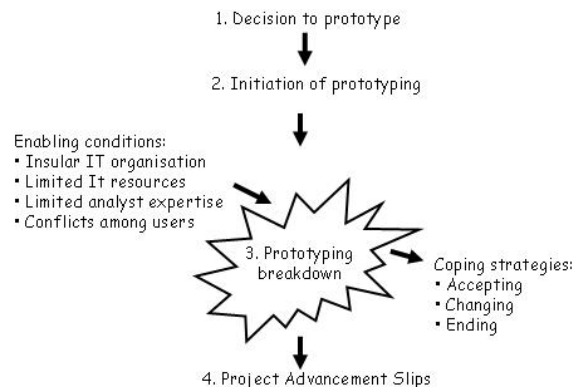 1. Decision to prototype
2. Initiation of prototyping
Enabling conditions:
▪ Insular IT organisation
▪ Limited It resources
▪ Limited analyst expertise
▪ Conflicts among users
3. Prototyping
breakdown
Coping strategies:
▪ Accepting
▪ Changing
▪ Ending
4. Project Advancement Slips